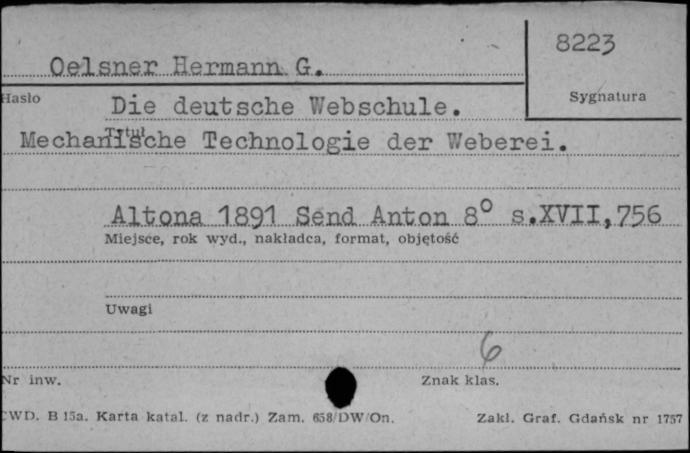 8223
Oelsner Hermann G.
Hasło
Sygnatura
Die deutsche Webschule.
Tytuł
Mechanische Technologie der Weberei.
Altona 1891 Send Anton 8° s.XVII,756
Miejsce, rok wyd., nakładca, format, objętość
Uwagi
6
Nr inw.
Znak klas.
CWD. B 15a. Karta katal. (z nadr.) Zam. 658/DW/On.
Zakł. Graf. Gdańsk nr 1757